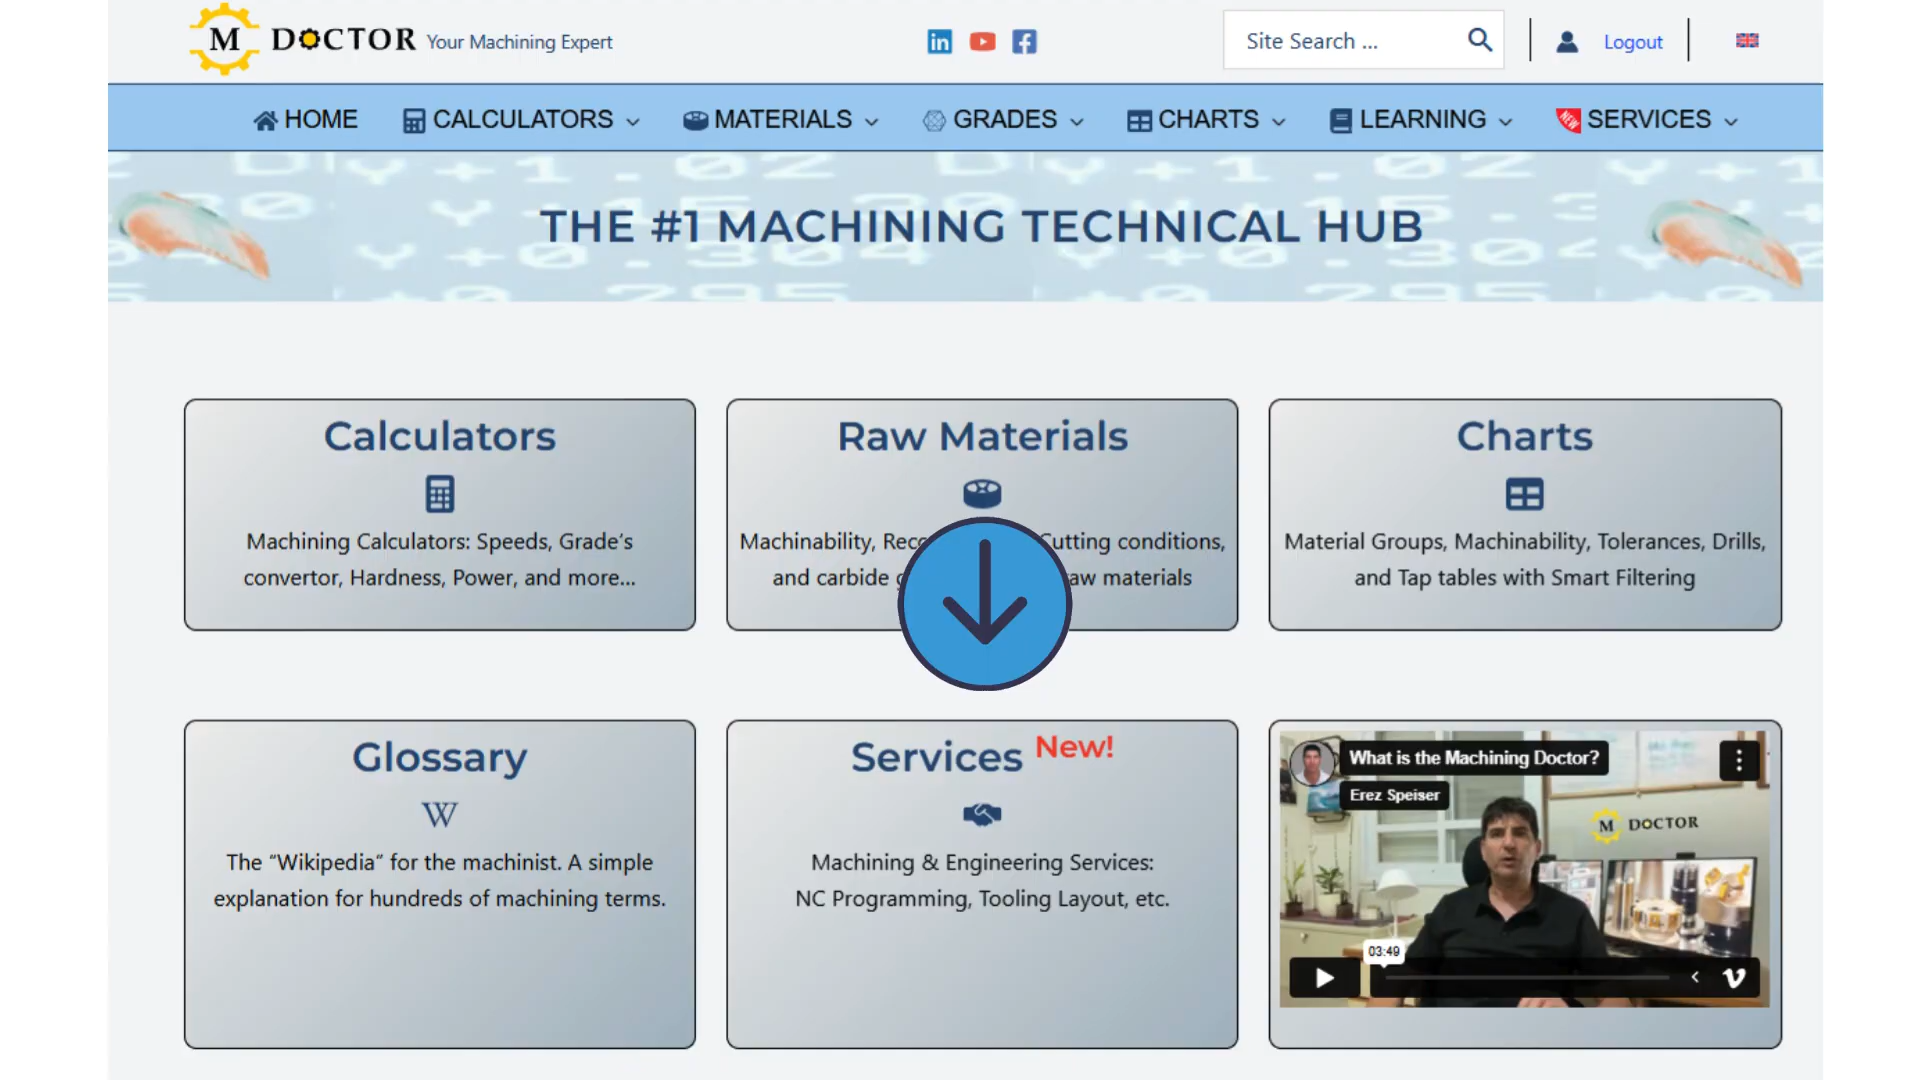 M DOCTOR Your Machining Expert
Site Search ...
Logout
HOME CALCULATORS MATERIALS GRADES CHARTS LEARNING NEW SERVICES
THE #1 MACHINING TECHNICAL HUB
Calculators
Machining Calculators: Speeds, Grade's
convertor, Hardness, Power, and more...
Raw Materials
Machinability, Cutting conditions,
and carbide raw materials
Charts
Material Groups, Machinability, Tolerances, Drills,
and Tap tables with Smart Filtering
Glossary
W
The “Wikipedia” for the machinist. A simple
explanation for hundreds of machining terms.
Services New!
Machining & Engineering Services:
NC Programming, Tooling Layout, etc.
What is the Machining Doctor?
Erez Speiser
M DOCTOR
03:49